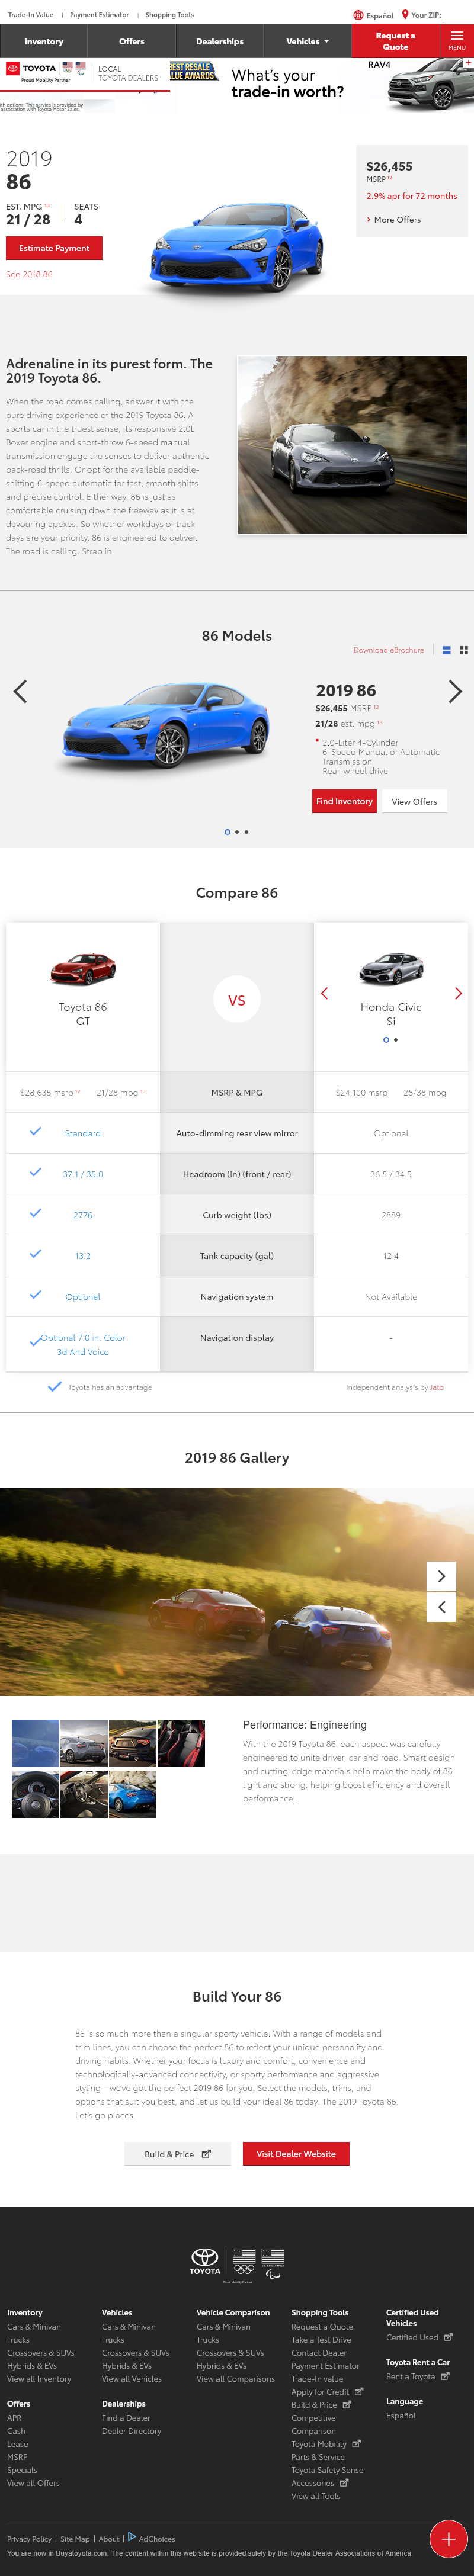 Trade-In Value | Payment Estimator | Shopping Tools
Español Your ZIP:
Inventory Offers Dealerships Vehicles Request a Quote MENU
TOYOTA LOCAL
TOYOTA DEALERS
Proud Mobility Partner
BEST RESALE
VALUE AWARDS
What's your
trade-in worth?
RAV4
2019
86
EST. MPG 13 SEATS
21 / 28 4
Estimate Payment
See 2018 86
$26,455
MSRP 12
2.9% apr for 72 months
More Offers
Adrenaline in its purest form. The
2019 Toyota 86.
When the road comes calling, answer it with the
pure driving experience of the 2019 Toyota 86. A
sports car in the truest sense, its responsive 2.0L
Boxer engine and short-throw 6-speed manual
transmission engage the senses to deliver authentic
back-road thrills. Or opt for the available paddle-
shifting 6-speed automatic for fast, smooth shifts
and precise control. Either way, 86 is just as
comfortable cruising down the freeway as it is at
devouring apexes. So whether workdays or track
days are your priority, 86 is engineered to deliver.
The road is calling. Strap in.
86 Models
Download eBrochure
2019 86
$26,455 MSRP 12
21/28 est. mpg 13
2.0-Liter 4-Cylinder
6-Speed Manual or Automatic
Transmission
Rear-wheel drive
Find Inventory View Offers
Compare 86
Toyota 86
GT
VS
Honda Civic
Si
$28,635 msrp 12 21/28 mpg 13 MSRP & MPG $24,100 msrp 28/38 mpg
Standard Auto-dimming rear view mirror Optional
37.1 / 35.0 Headroom (in) (front / rear) 36.5 / 34.5
2776 Curb weight (lbs) 2889
13.2 Tank capacity (gal) 12.4
Optional Navigation system Not Available
Optional 7.0 in. Color Navigation display -
3d And Voice
Toyota has an advantage Independent analysis by Jato
2019 86 Gallery
Performance: Engineering
With the 2019 Toyota 86, each aspect was carefully
engineered to unite driver, car and road. Smart design
and cutting-edge materials help make the body of 86
light and strong, helping boost efficiency and overall
performance.
Build Your 86
86 is so much more than a singular sporty vehicle. With a range of models and
trim lines, you can choose the perfect 86 to reflect your unique personality and
driving habits. Whether your focus is luxury and comfort, convenience and
technologically-advanced connectivity, or sporty performance and aggressive
styling—we've got the perfect 2019 86 for you. Select the models, trims, and
options that suit you best; and let us build your ideal 86 today. The 2019 Toyota 86.
Let's go places.
Build & Price Visit Dealer Website
TOYOTA
Proud Mobility Partner
Inventory
Cars & Minivan
Trucks
Crossovers & SUVs
Hybrids & EVs
View all Inventory
Offers
APR
Cash
Lease
MSRP
Specials
View all Offers
Vehicles
Cars & Minivan
Trucks
Crossovers & SUVs
Hybrids & EVs
View all Vehicles
Dealerships
Find a Dealer
Dealer Directory
Vehicle Comparison
Cars & Minivan
Trucks
Crossovers & SUVs
Hybrids & EVs
View all Comparisons
Shopping Tools
Request a Quote
Take a Test Drive
Contact Dealer
Payment Estimator
Trade-In value
Apply for Credit
Build & Price
Competitive
Comparison
Toyota Mobility
Parts & Service
Toyota Safety Sense
Accessories
View all Tools
Certified Used
Vehicles
Certified Used
Toyota Rent a Car
Rent a Toyota
Language
Español
Privacy Policy | Site Map | About | AdChoices
You are now in Buyatoyota.com. The content within this web site is provided solely by the Toyota Dealer Associations of America.